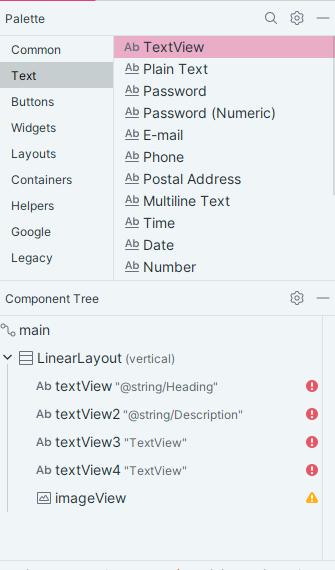 Palette
Common
Text
Buttons
Widgets
Layouts
Containers
Helpers
Google
Legacy
Ab TextView
Ab Plain Text
Ab Password
Ab Password (Numeric)
Ab E-mail
Ab Phone
Ab Postal Address
Ab Multiline Text
Ab Time
Ab Date
Ab Number
Component Tree
main
LinearLayout (vertical)
Ab textView "@string/Heading"
Ab textView2 "@string/Description"
Ab textView3 "TextView"
Ab textView4 "TextView"
imageView